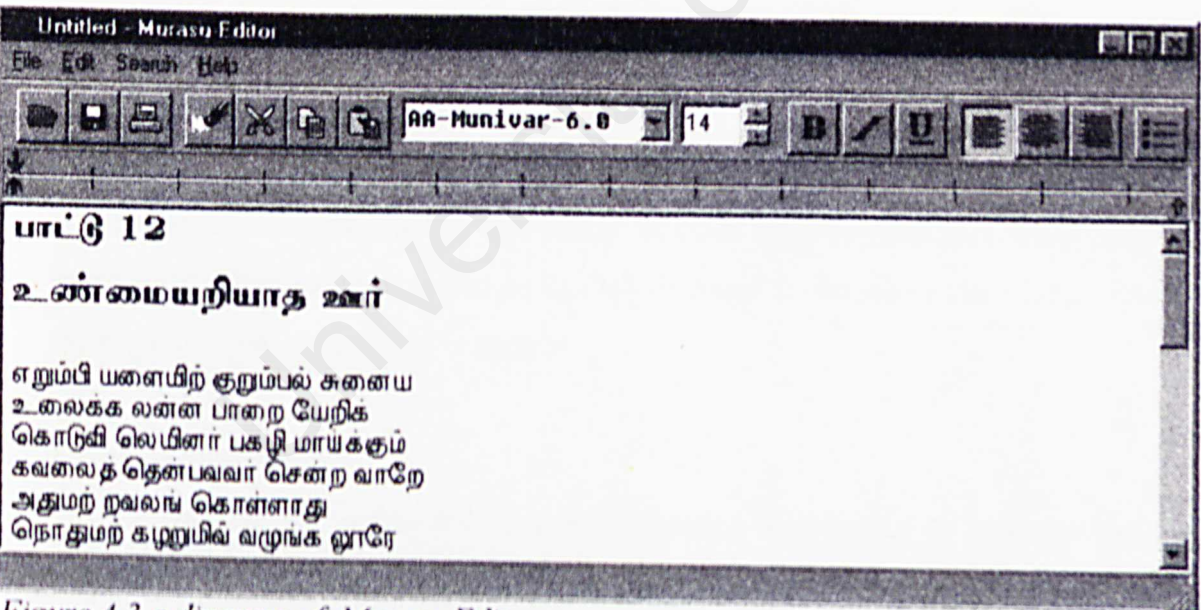 Untitled - Murasu Editor
File Edit Search Help
AA-Munivar-6.0 14 B I U
பாட்டு 12
உண்மையறியாத ஊர்
எறும்பி யளையிற் குறும்பல் சுனைய
உலைக்க லன்ன பாறை யேறிக்
கொடுவி லெயினர் பகழி மாய்க்கும்
கவலைத் தென்பவவர் சென்ற வாறே
அதுமற் றவலங் கொள்ளாது
நொதுமற் கழறுமிவ் வழுங்க லூரே